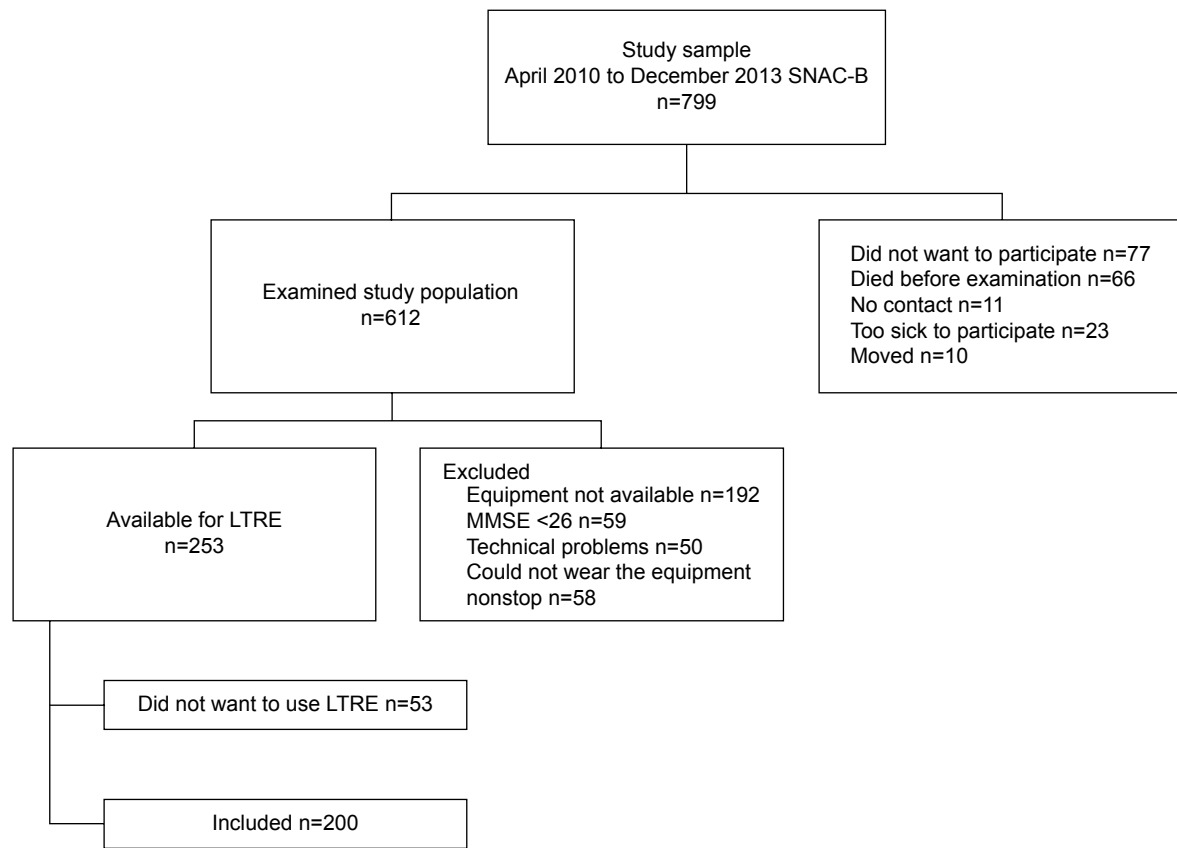 Study sample
April 2010 to December 2013 SNAC-B
n=799
Examined study population
n=612
Did not want to participate n=77
Died before examination n=66
No contact n=11
Too sick to participate n=23
Moved n=10
Available for LTRE
n=253
Excluded
Equipment not available n=192
MMSE <26 n=59
Technical problems n=50
Could not wear the equipment
nonstop n=58
Did not want to use LTRE n=53
Included n=200